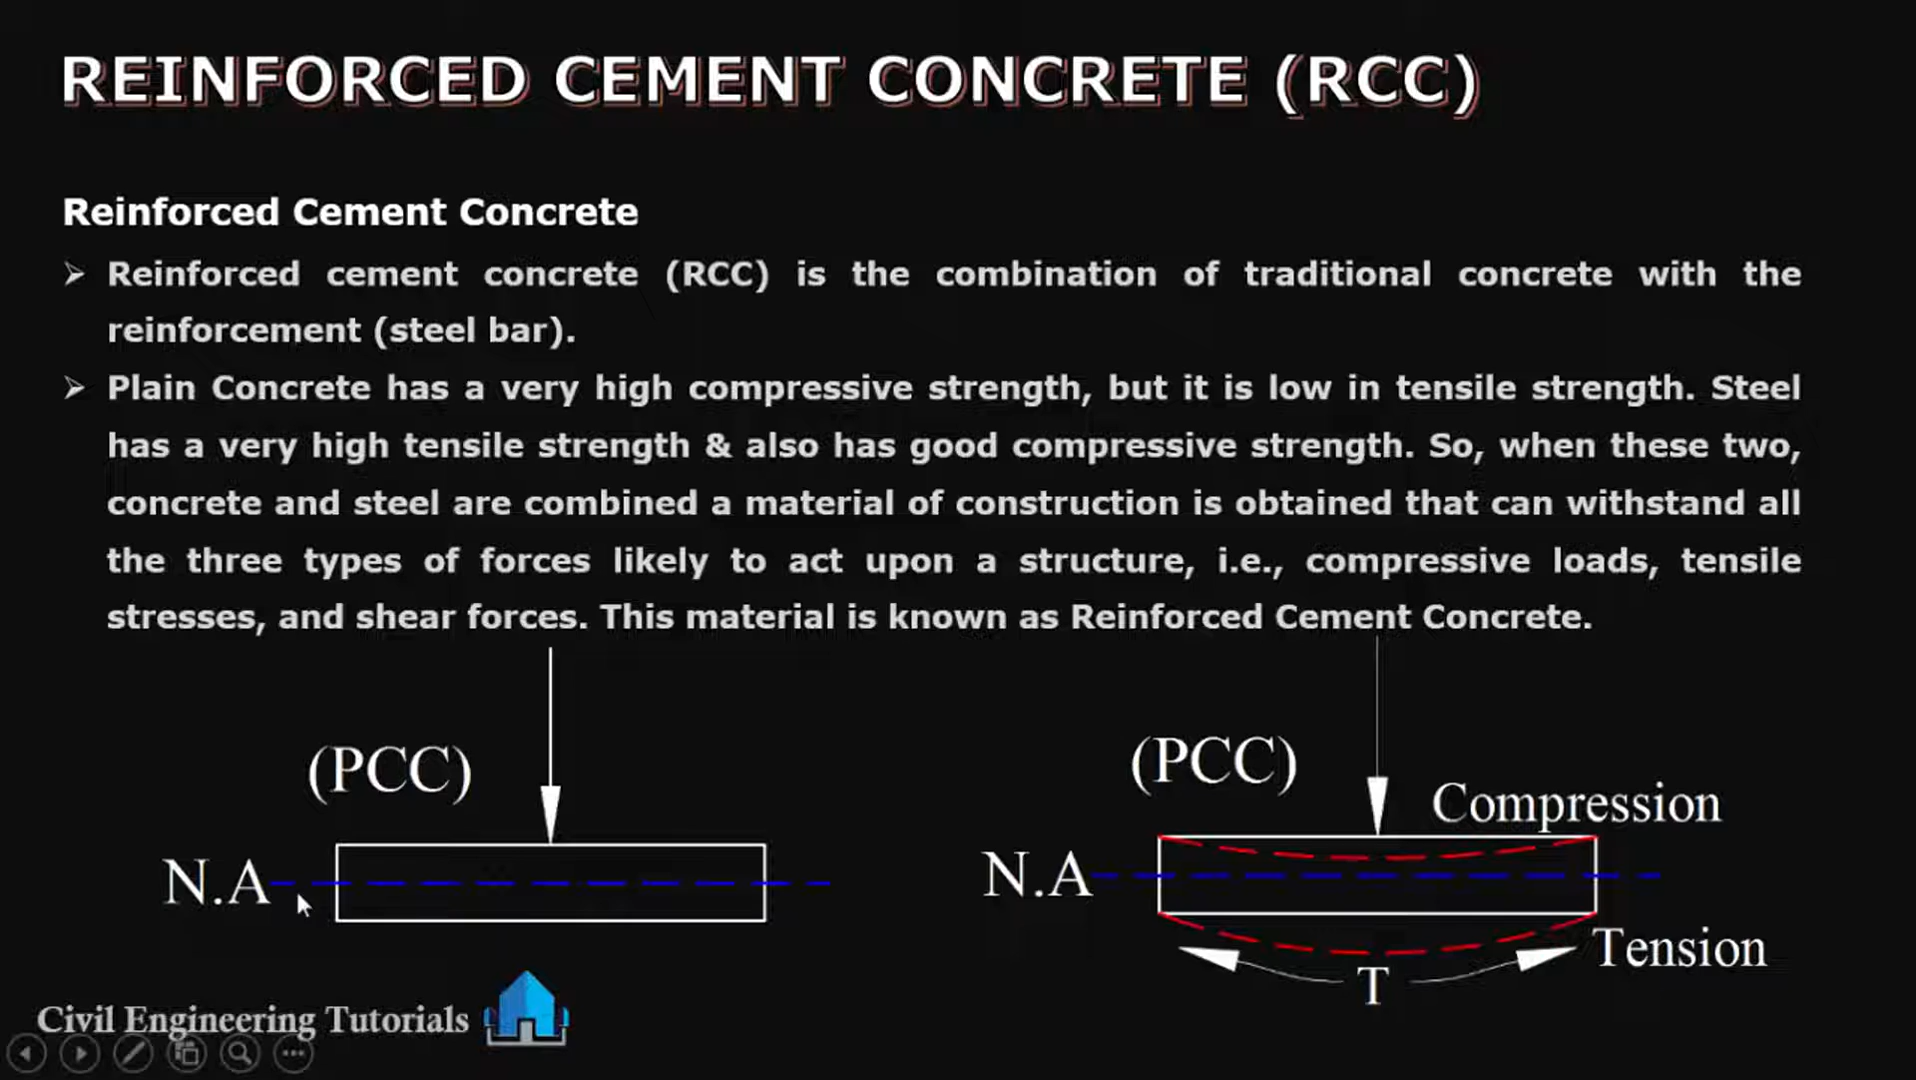 REINFORCED CEMENT CONCRETE (RCC)
Reinforced Cement Concrete
Reinforced cement concrete (RCC) is the combination of traditional concrete with the
reinforcement (steel bar).
Plain Concrete has a very high compressive strength, but it is low in tensile strength. Steel
has a very high tensile strength & also has good compressive strength. So, when these two,
concrete and steel are combined a material of construction is obtained that can withstand all
the three types of forces likely to act upon a structure, i.e., compressive loads, tensile
stresses, and shear forces. This material is known as Reinforced Cement Concrete.
(PCC)
N.A
(PCC)
Compression
N.A
Tension
T
Civil Engineering Tutorials